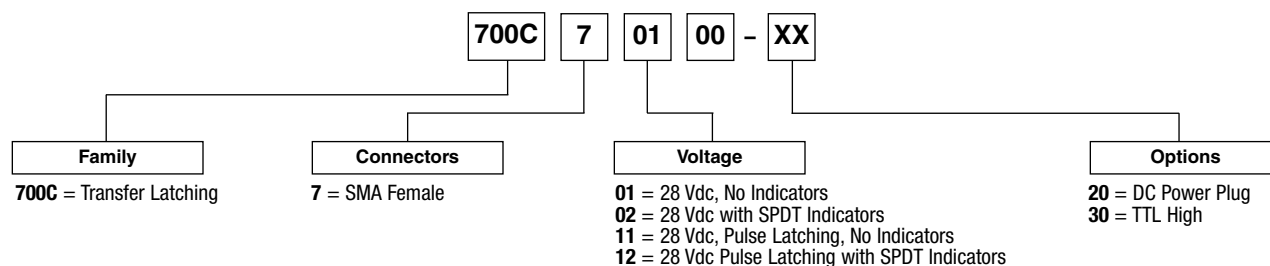 700C 7 01 00 – XX
Family
700C = Transfer Latching
Connectors
7 = SMA Female
Voltage
01 = 28 Vdc, No Indicators
02 = 28 Vdc with SPDT Indicators
11 = 28 Vdc, Pulse Latching, No Indicators
12 = 28 Vdc Pulse Latching with SPDT Indicators
Options
20 = DC Power Plug
30 = TTL High